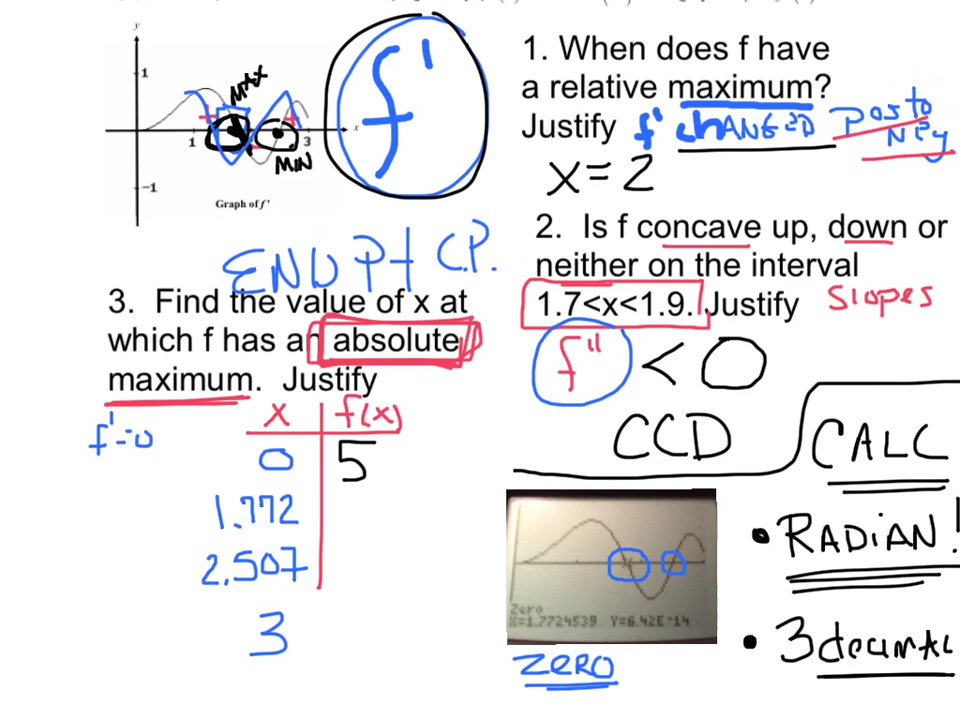 y
1
MAX
1
3
x
MIN
-1
Graph of f'
f'
1. When does f have
a relative maximum?
Justify f' CHANGED POS to
NEG
x=2
2. Is f concave up, down or
neither on the interval
1.7<x<1.9. Justify Slopes
f" < 0
CCD
END Pt C.P.
3. Find the value of x at
which f has an absolute
maximum. Justify
f'=0
x f(x)
0 5
1.772
2.507
3
CALC
• RADIAN!
• 3 decimAL
Zero
X=1.7724539 Y=6.42E-14
ZERO